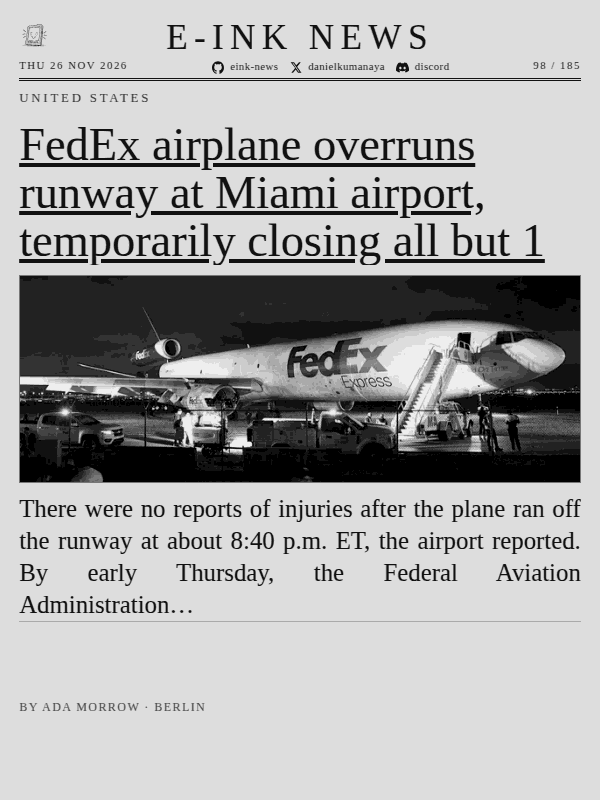 E-INK NEWS
THU 26 NOV 2026
eink-news danielkumanaya discord
98 / 185
UNITED STATES
FedEx airplane overruns
runway at Miami airport,
temporarily closing all but 1
FedEx
FedEx
Express
FedEx
There were no reports of injuries after the plane ran off
the runway at about 8:40 p.m. ET, the airport reported.
By early Thursday, the Federal Aviation
Administration…
BY ADA MORROW · BERLIN